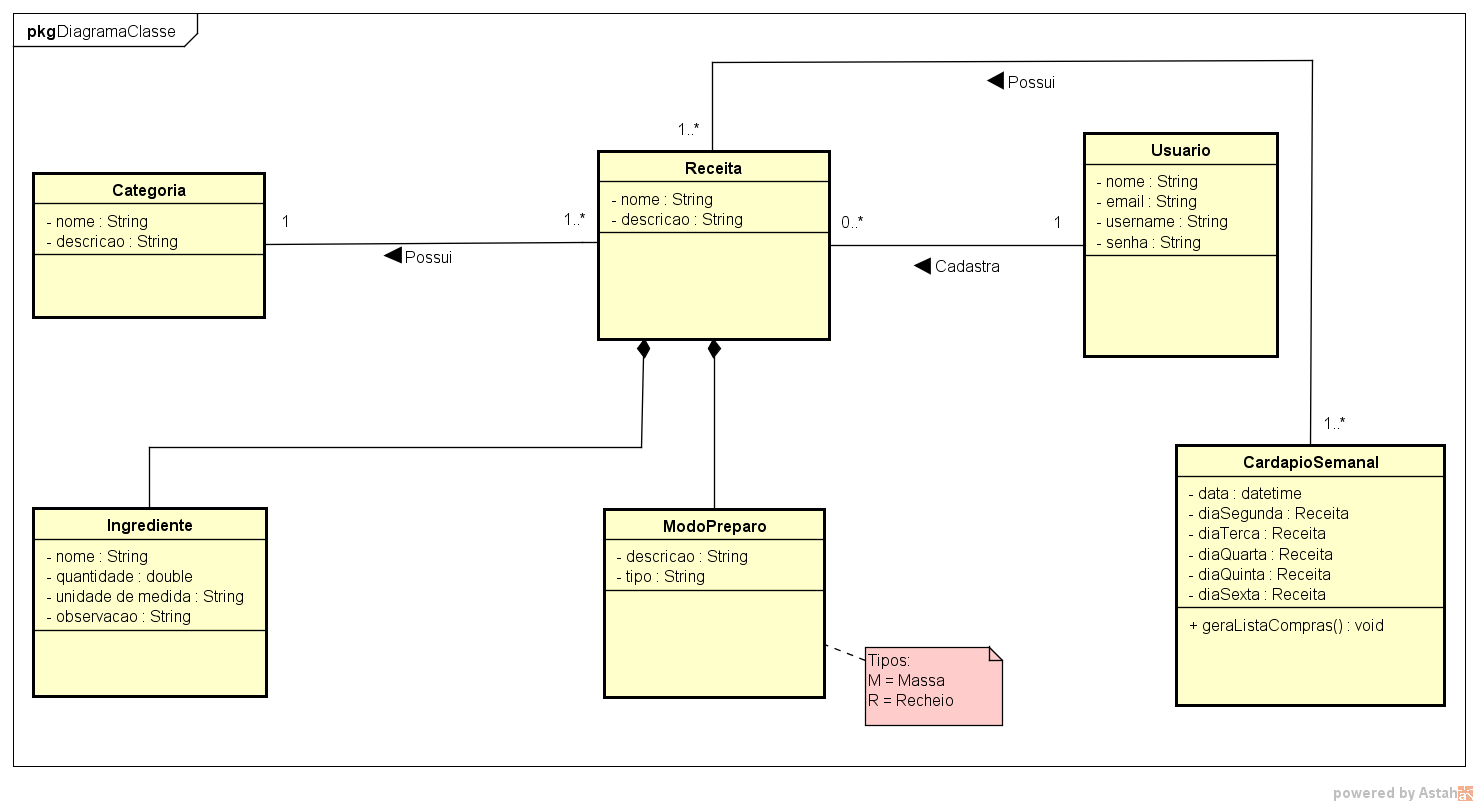 pkg DiagramaClasse
Possui
1..*
Receita
- nome : String
- descricao : String
Usuario
- nome : String
- email : String
- username : String
- senha : String
Categoria
- nome : String
- descricao : String
1
1..*
Possui
0..*
1
Cadastra
1..*
CardapioSemanal
- data : datetime
- diaSegunda : Receita
- diaTerca : Receita
- diaQuarta : Receita
- diaQuinta : Receita
- diaSexta : Receita
+ geraListaCompras() : void
Ingrediente
- nome : String
- quantidade : double
- unidade de medida : String
- observacao : String
ModoPreparo
- descricao : String
- tipo : String
Tipos:
M = Massa
R = Recheio
powered by Astah